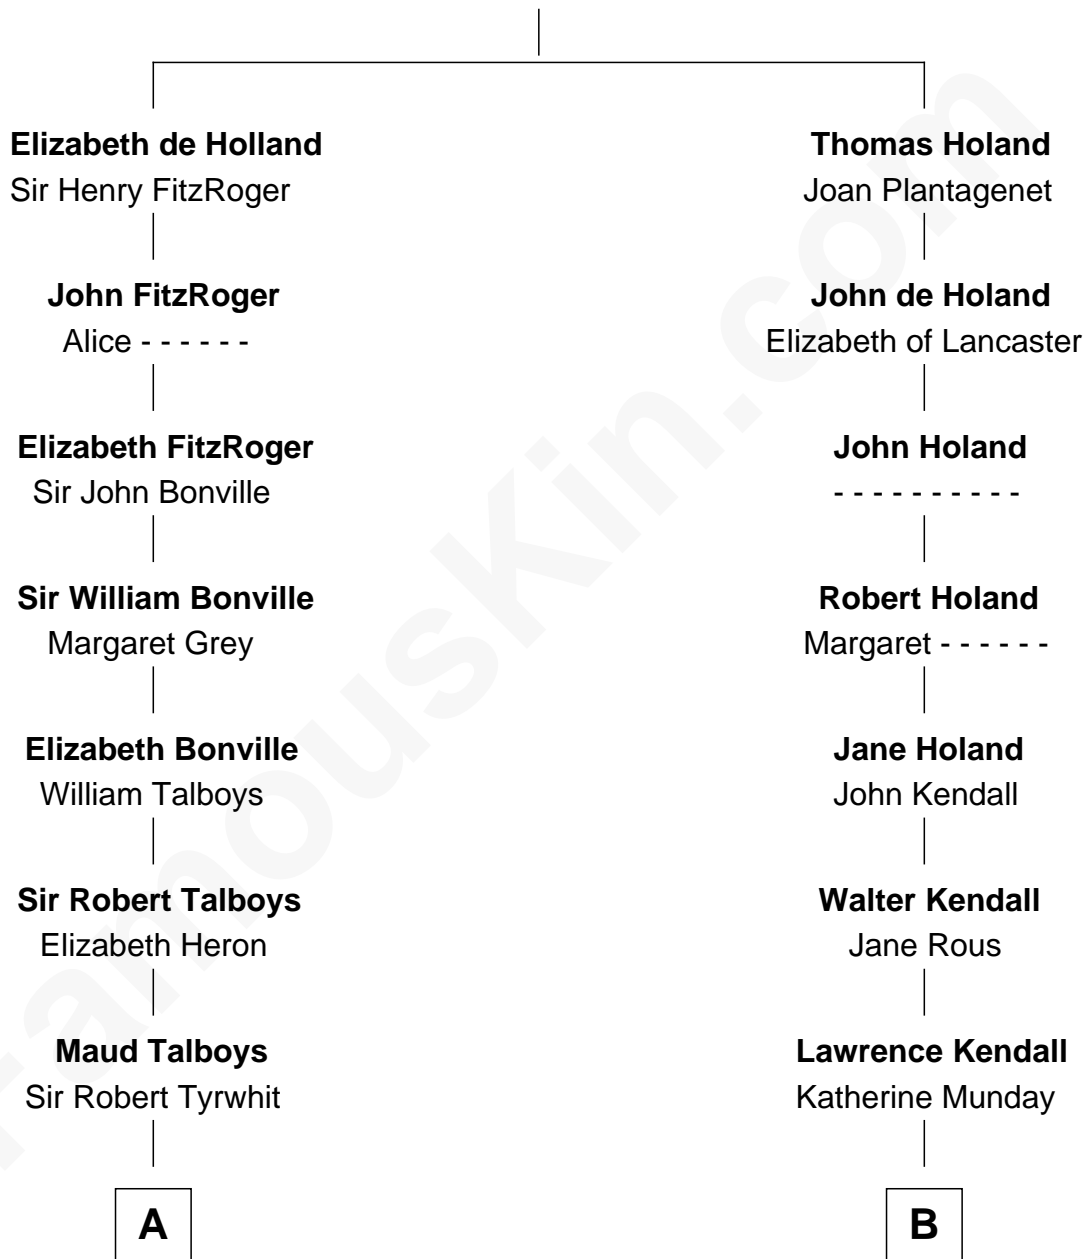 Elizabeth de Holland
Sir Henry FitzRoger
Thomas Holand
Joan Plantagenet
John FitzRoger
Alice - - - - - -
John de Holand
Elizabeth of Lancaster
Elizabeth FitzRoger
Sir John Bonville
John Holand
- - - - - - - - - -
Sir William Bonville
Margaret Grey
Robert Holand
Margaret - - - - - -
Elizabeth Bonville
William Talboys
Jane Holand
John Kendall
Sir Robert Talboys
Elizabeth Heron
Walter Kendall
Jane Rous
Maud Talboys
Sir Robert Tyrwhit
Lawrence Kendall
Katherine Munday
A
B
FamousKin.com